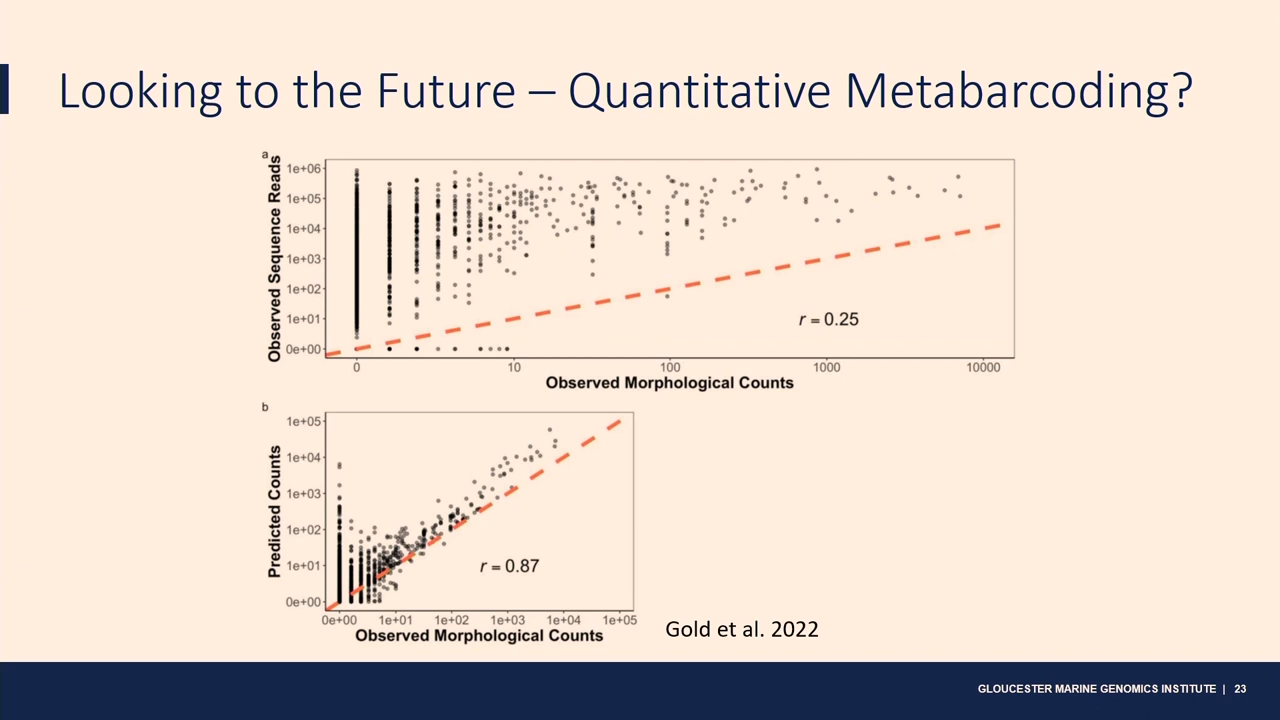 Looking to the Future – Quantitative Metabarcoding?
a
Observed Sequence Reads
1e+06
1e+05
1e+04
1e+03
1e+02
1e+01
0e+00
r = 0.25
0 10 100 1000 10000
Observed Morphological Counts
b
Predicted Counts
1e+05
1e+04
1e+03
1e+02
1e+01
0e+00
r = 0.87
0e+00 1e+01 1e+02 1e+03 1e+04 1e+05
Observed Morphological Counts
Gold et al. 2022
GLOUCESTER MARINE GENOMICS INSTITUTE | 23